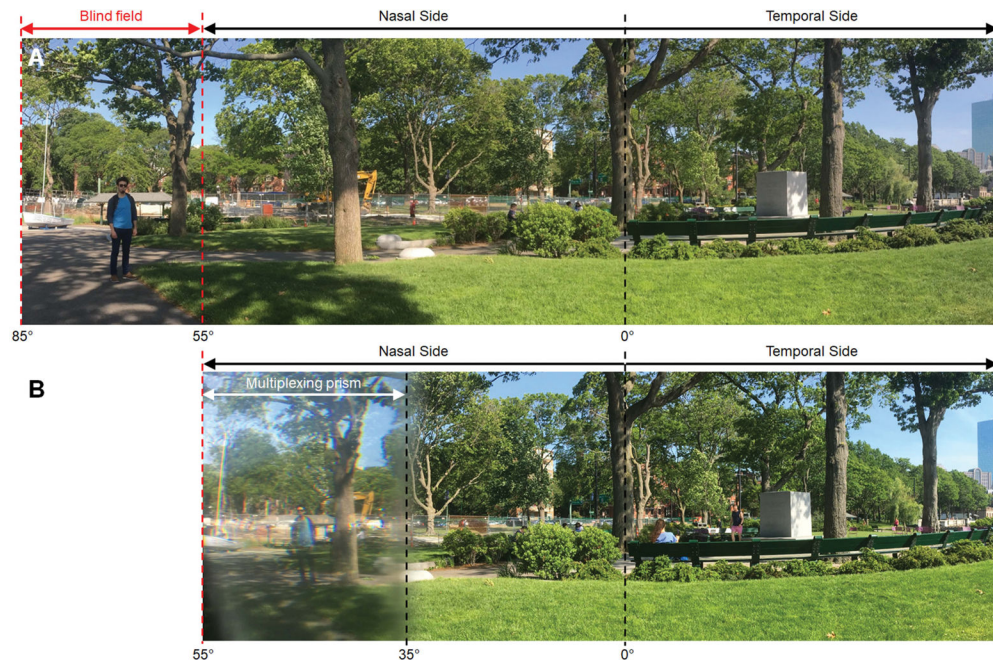 Blind field Nasal Side Temporal Side
A
85° 55° 0°
Nasal Side Temporal Side
B
Multiplexing prism
55° 35° 0°